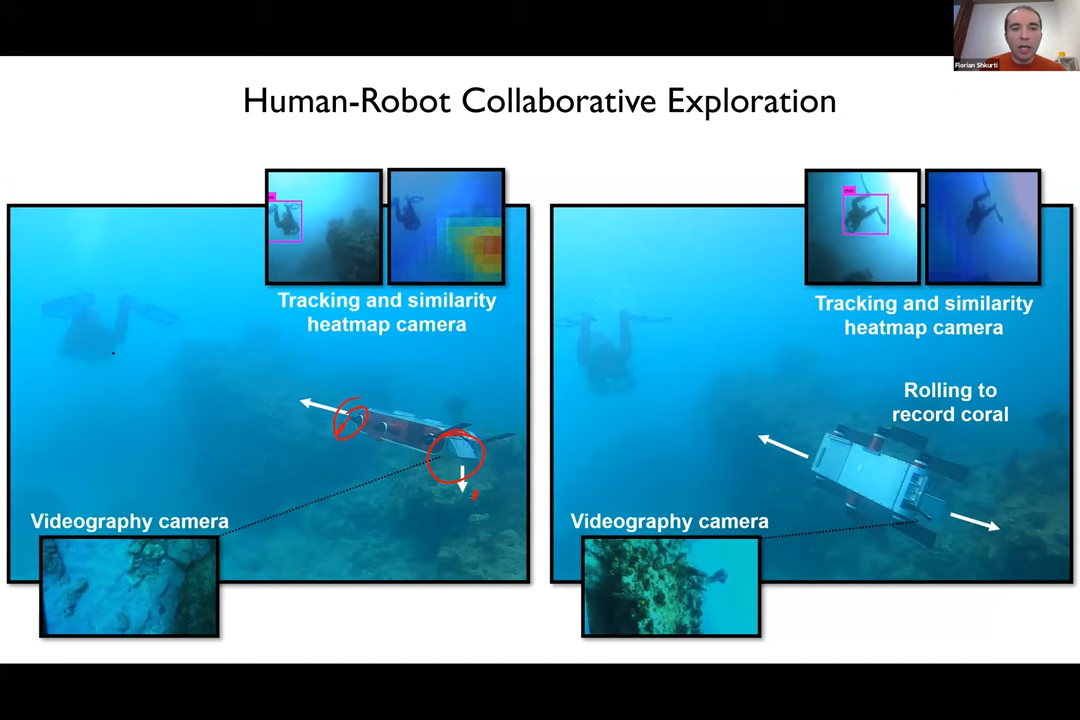 Florian Shkurti
Human-Robot Collaborative Exploration
Tracking and similarity
heatmap camera
Videography camera
Tracking and similarity
heatmap camera
Rolling to
record coral
Videography camera